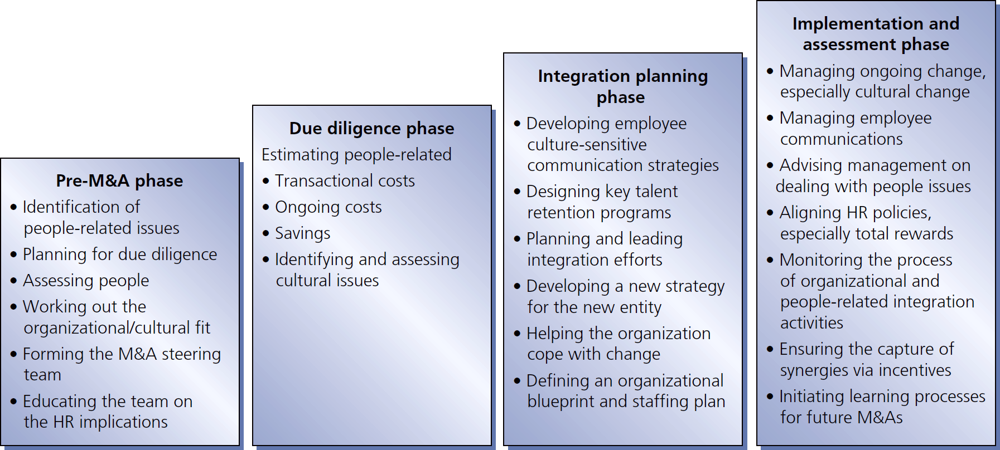 Pre-M&A phase
• Identification of
people-related issues
• Planning for due diligence
• Assessing people
• Working out the
organizational/cultural fit
• Forming the M&A steering
team
• Educating the team on
the HR implications
Due diligence phase
Estimating people-related
• Transactional costs
• Ongoing costs
• Savings
• Identifying and assessing
cultural issues
Integration planning
phase
• Developing employee
culture-sensitive
communication strategies
• Designing key talent
retention programs
• Planning and leading
integration efforts
• Developing a new strategy
for the new entity
• Helping the organization
cope with change
• Defining an organizational
blueprint and staffing plan
Implementation and
assessment phase
• Managing ongoing change,
especially cultural change
• Managing employee
communications
• Advising management on
dealing with people issues
• Aligning HR policies,
especially total rewards
• Monitoring the process
of organizational and
people-related integration
activities
• Ensuring the capture of
synergies via incentives
• Initiating learning processes
for future M&As